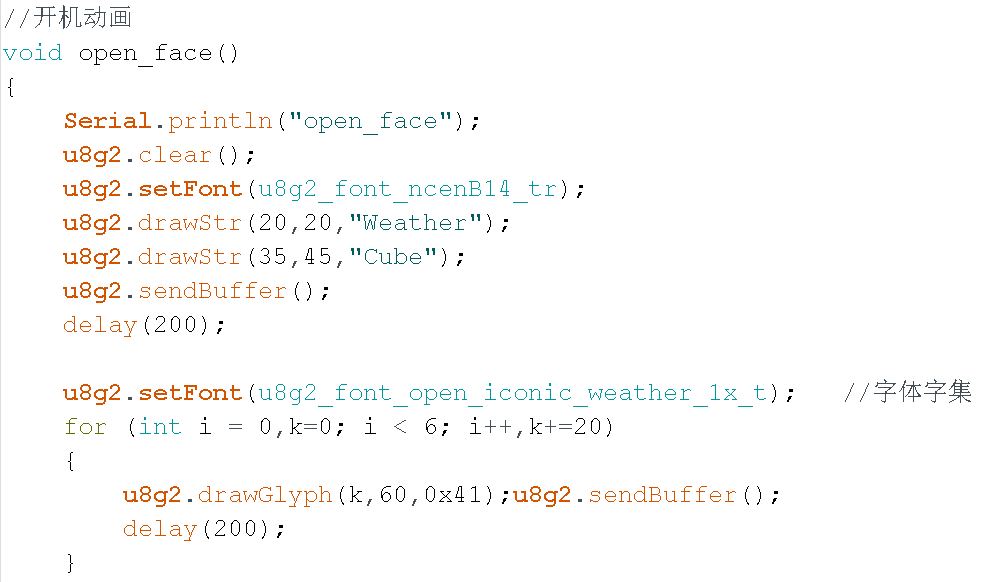 //开机动画
void open_face()
{
    Serial.println("open_face");
    u8g2.clear();
    u8g2.setFont(u8g2_font_ncenB14_tr);
    u8g2.drawStr(20,20,"Weather");
    u8g2.drawStr(35,45,"Cube");
    u8g2.sendBuffer();
    delay(200);

    u8g2.setFont(u8g2_font_open_iconic_weather_1x_t);   //字体字集
    for (int i = 0,k=0; i < 6; i++,k+=20)
    {
        u8g2.drawGlyph(k,60,0x41);u8g2.sendBuffer();
        delay(200);
    }